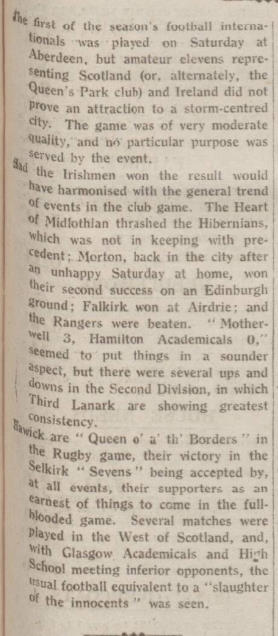 The first of the season's football interna-
tionals was played on Saturday at
Aberdeen, but amateur elevens repre-
senting Scotland (or, alternately, the
Queen's Park club) and Ireland did not
prove an attraction to a storm-centred
city. The game was of very moderate
quality, and no particular purpose was
served by the event.
Had the Irishmen won the result would
have harmonised with the general trend
of events in the club game. The Heart
of Midlothian thrashed the Hibernians,
which was not in keeping with pre-
cedent; Morton, back in the city after
an unhappy Saturday at home, won
their second success on an Edinburgh
ground; Falkirk won at Airdrie; and
the Rangers were beaten. "Mother-
well 3, Hamilton Academicals 0,"
seemed to put things in a sounder
aspect, but there were several ups and
downs in the Second Division, in which
Third Lanark are showing greatest
consistency.
Hawick are "Queen o' a' th' Borders" in
the Rugby game, their victory in the
Selkirk "Sevens" being accepted by,
at all events, their supporters as an
earnest of things to come in the full-
blooded game. Several matches were
played in the West of Scotland, and,
with Glasgow Academicals and High
School meeting inferior opponents, the
usual football equivalent to a "slaughter
of the innocents" was seen.